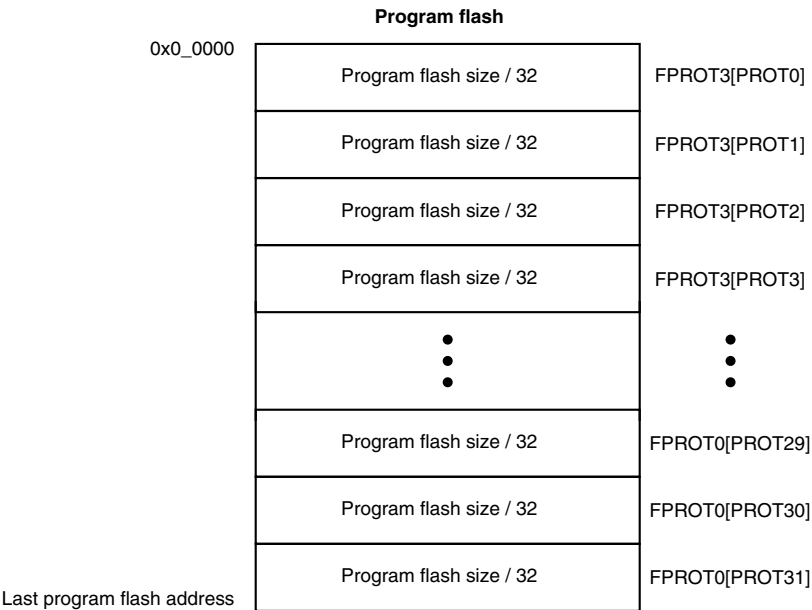 Program flash
0x0_0000
Program flash size / 32 FPROT3[PROT0]
Program flash size / 32 FPROT3[PROT1]
Program flash size / 32 FPROT3[PROT2]
Program flash size / 32 FPROT3[PROT3]
Program flash size / 32 FPROT0[PROT29]
Program flash size / 32 FPROT0[PROT30]
Program flash size / 32 FPROT0[PROT31]
Last program flash address